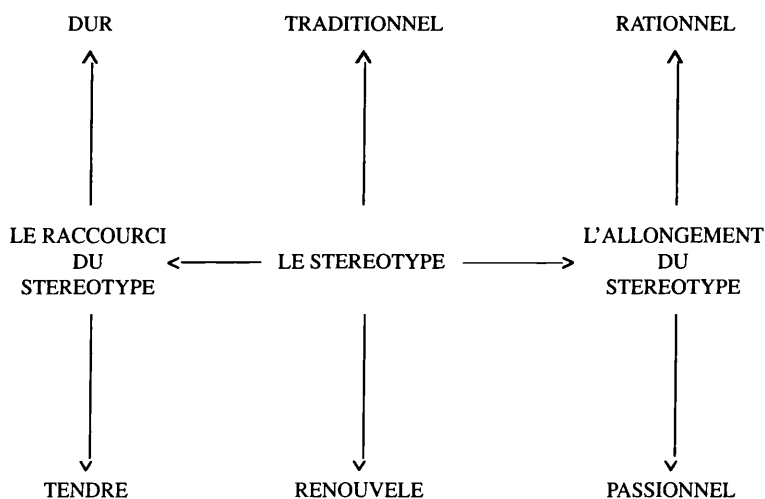 DUR TRADITIONNEL RATIONNEL
LE RACCOURCI
DU
STEREOTYPE
LE STEREOTYPE
L'ALLONGEMENT
DU
STEREOTYPE
TENDRE RENOUVELE PASSIONNEL